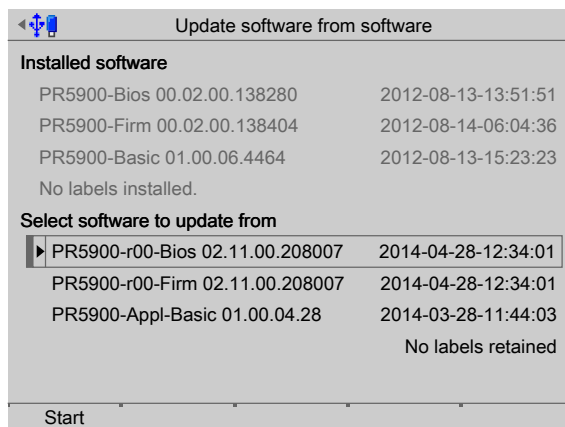 Update software from software
Installed software
PR5900-Bios 00.02.00.138280 2012-08-13-13:51:51
PR5900-Firm 00.02.00.138404 2012-08-14-06:04:36
PR5900-Basic 01.00.06.4464 2012-08-13-15:23:23
No labels installed.
Select software to update from
PR5900-r00-Bios 02.11.00.208007 2014-04-28-12:34:01
PR5900-r00-Firm 02.11.00.208007 2014-04-28-12:34:01
PR5900-Appl-Basic 01.00.04.28 2014-03-28-11:44:03
No labels retained
Start